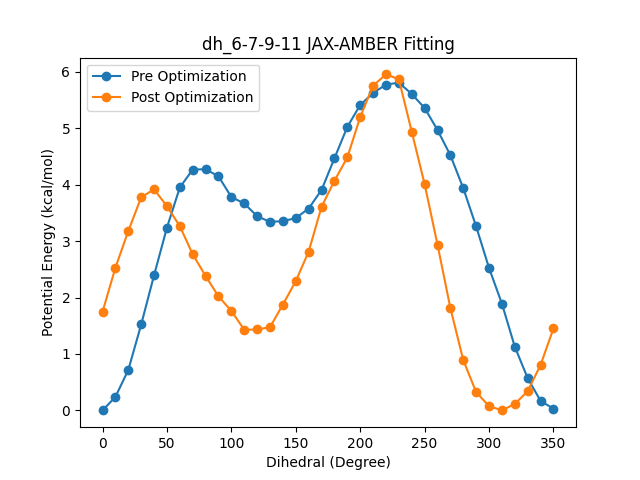 dh_6-7-9-11 JAX-AMBER Fitting
Pre Optimization
Post Optimization
Potential Energy (kcal/mol)
6
5
4
3
2
1
0
0 50 100 150 200 250 300 350
Dihedral (Degree)